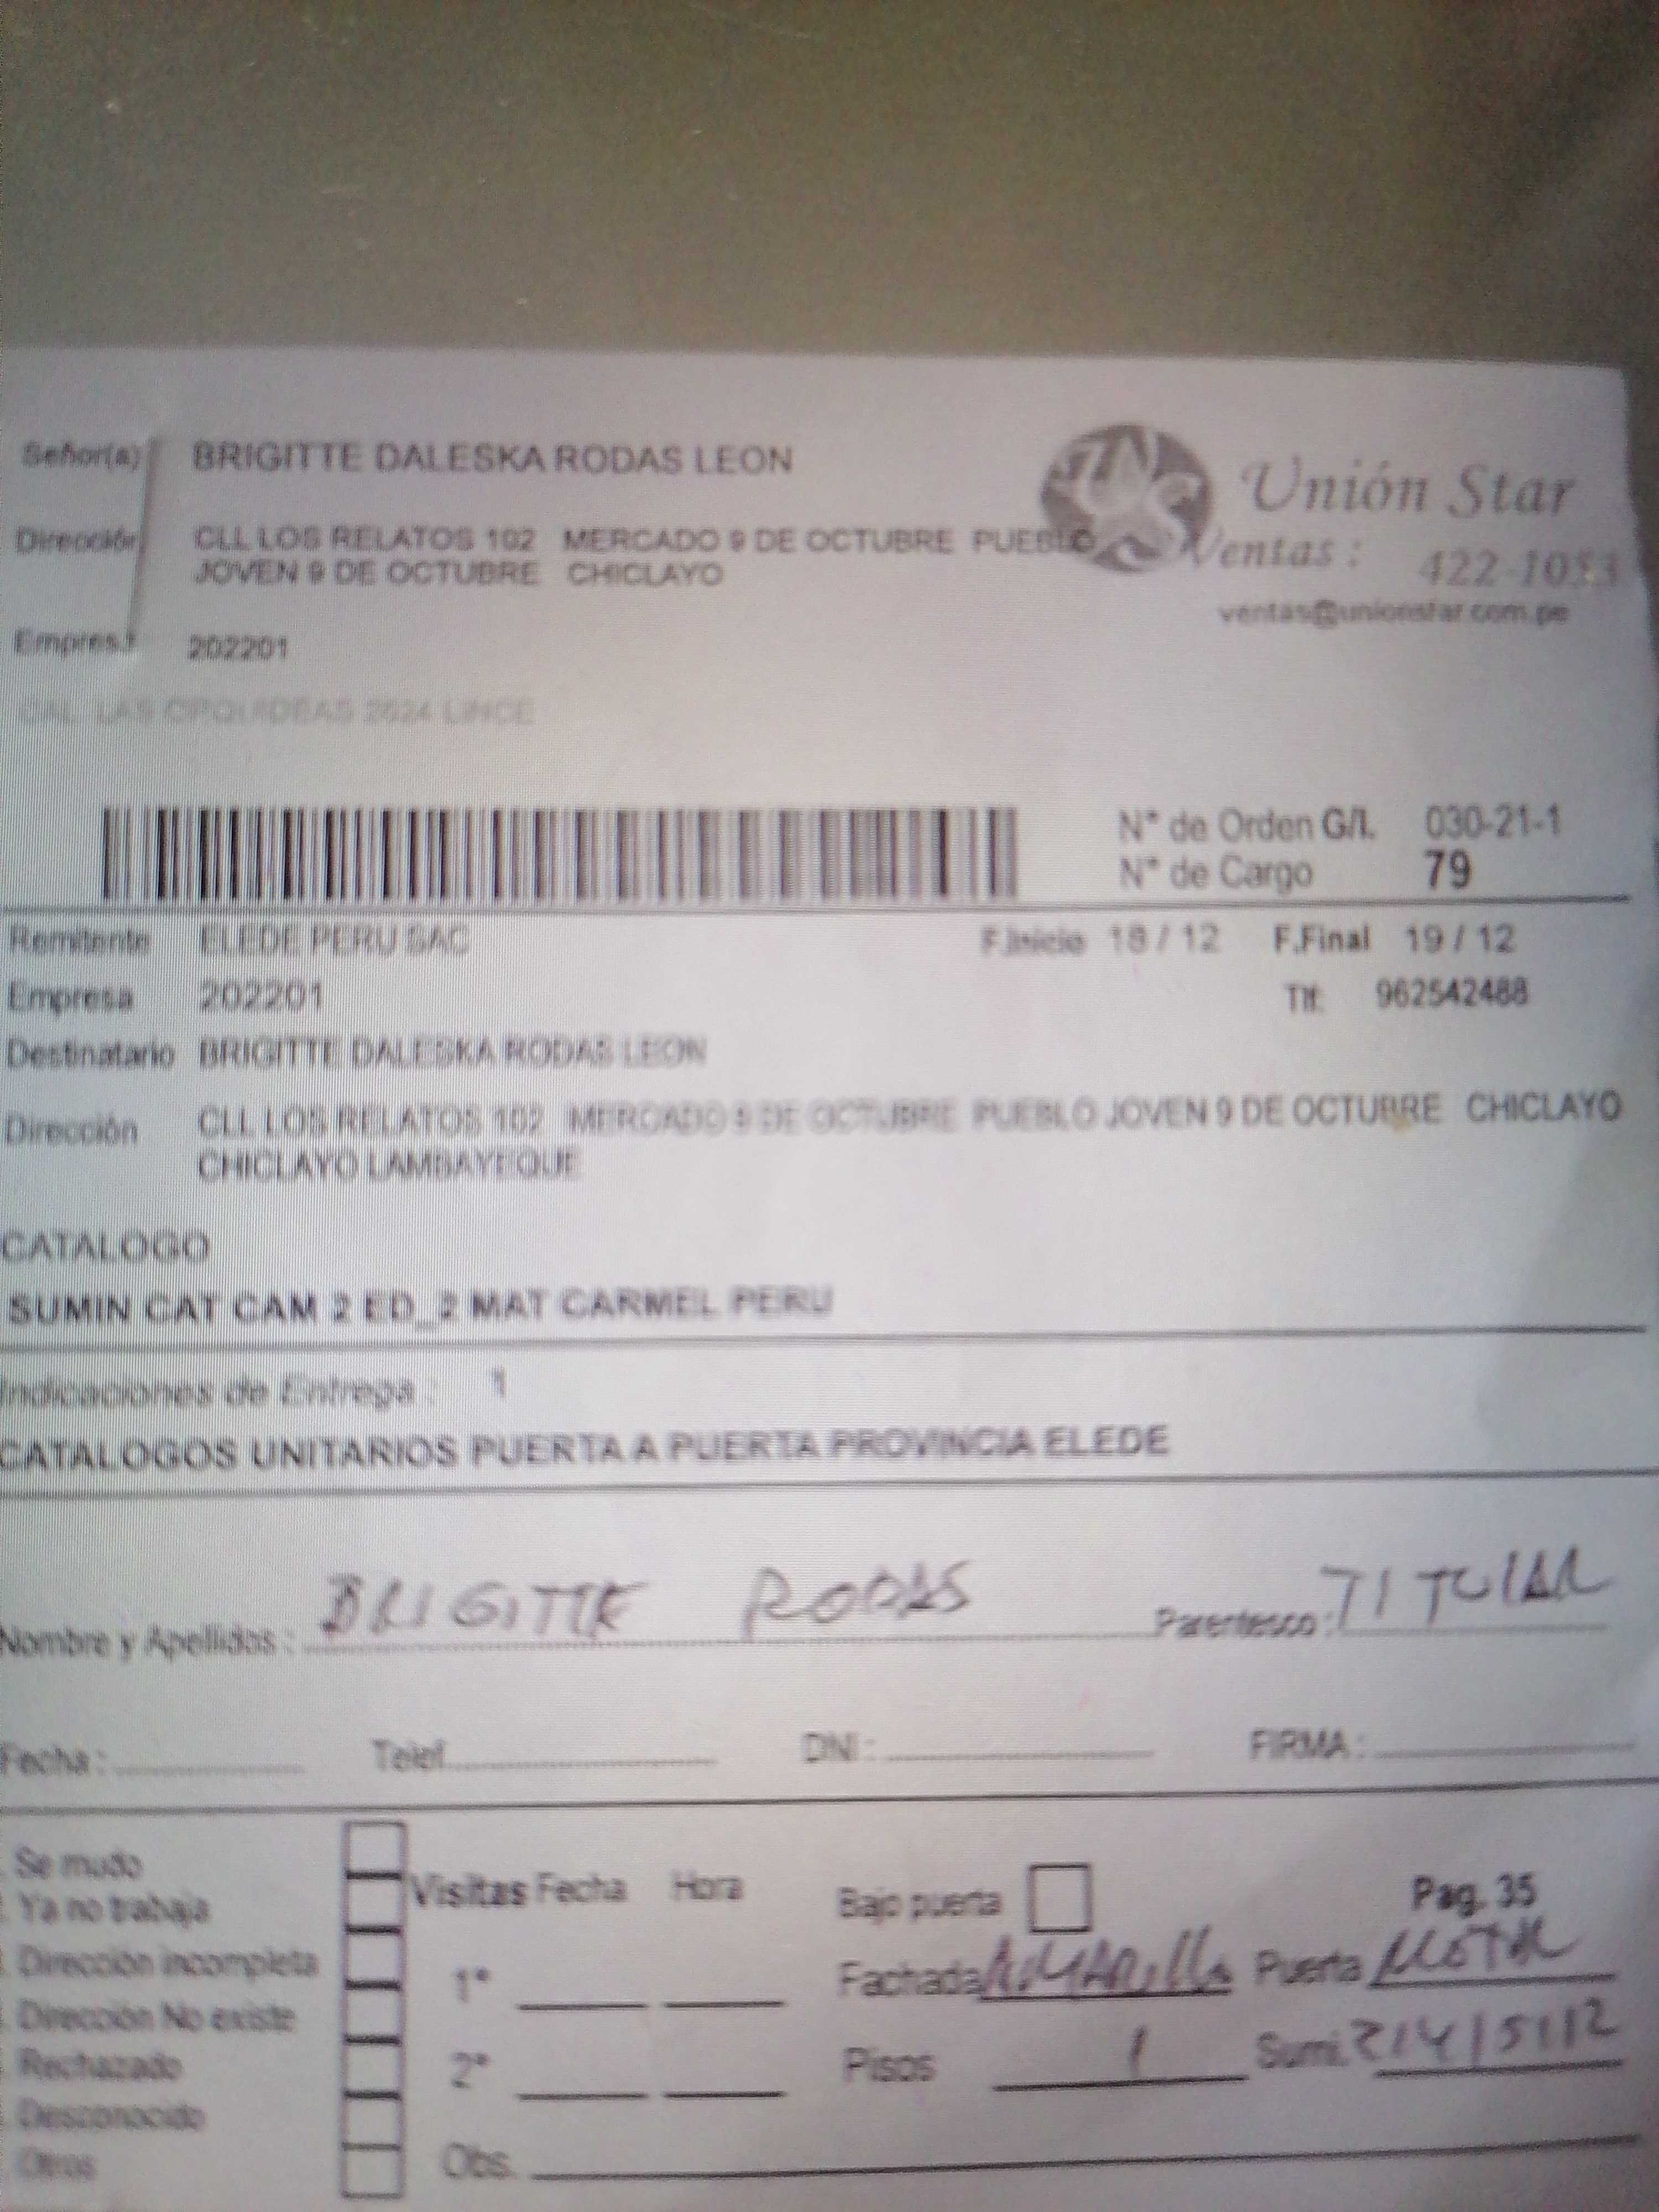 Señor(a) BRIGITTE DALESKA RODAS LEON
Unión Star
Dirección CLL LOS RELATOS 102 MERCADO 9 DE OCTUBRE PUEBLO
JOVEN 9 DE OCTUBRE CHICLAYO
Ventas : 422-1053
ventas@unionstar.com.pe
Empresa 202201
CAL LAS ORQUIDEAS 2624 LINCE
N° de Orden G/I. 030-21-1
N° de Cargo 79
Remitente ELEDE PERU SAC F.Inicio 18 / 12 F.Final 19 / 12
Empresa 202201 Tlf: 962542488
Destinatario BRIGITTE DALESKA RODAS LEON
Dirección CLL LOS RELATOS 102 MERCADO 9 DE OCTUBRE PUEBLO JOVEN 9 DE OCTUBRE CHICLAYO
CHICLAYO LAMBAYEQUE
CATALOGO
SUMIN CAT CAM 2 ED_2 MAT CARMEL PERU
Indicaciones de Entrega : 1
CATALOGOS UNITARIOS PUERTA A PUERTA PROVINCIA ELEDE
Nombre y Apellidos : BRIGITTE RODAS Parentesco : TITULAR
Fecha : Telef. DNI : FIRMA :
Se mudo
Ya no trabaja
Dirección incompleta
Dirección No existe
Rechazado
Desconocido
Otros
Visitas Fecha Hora
1°
2°
Obs.
Bajo puerta Pag. 35
Fachada AMARILLA Puerta
Pisos 1 Sumi.